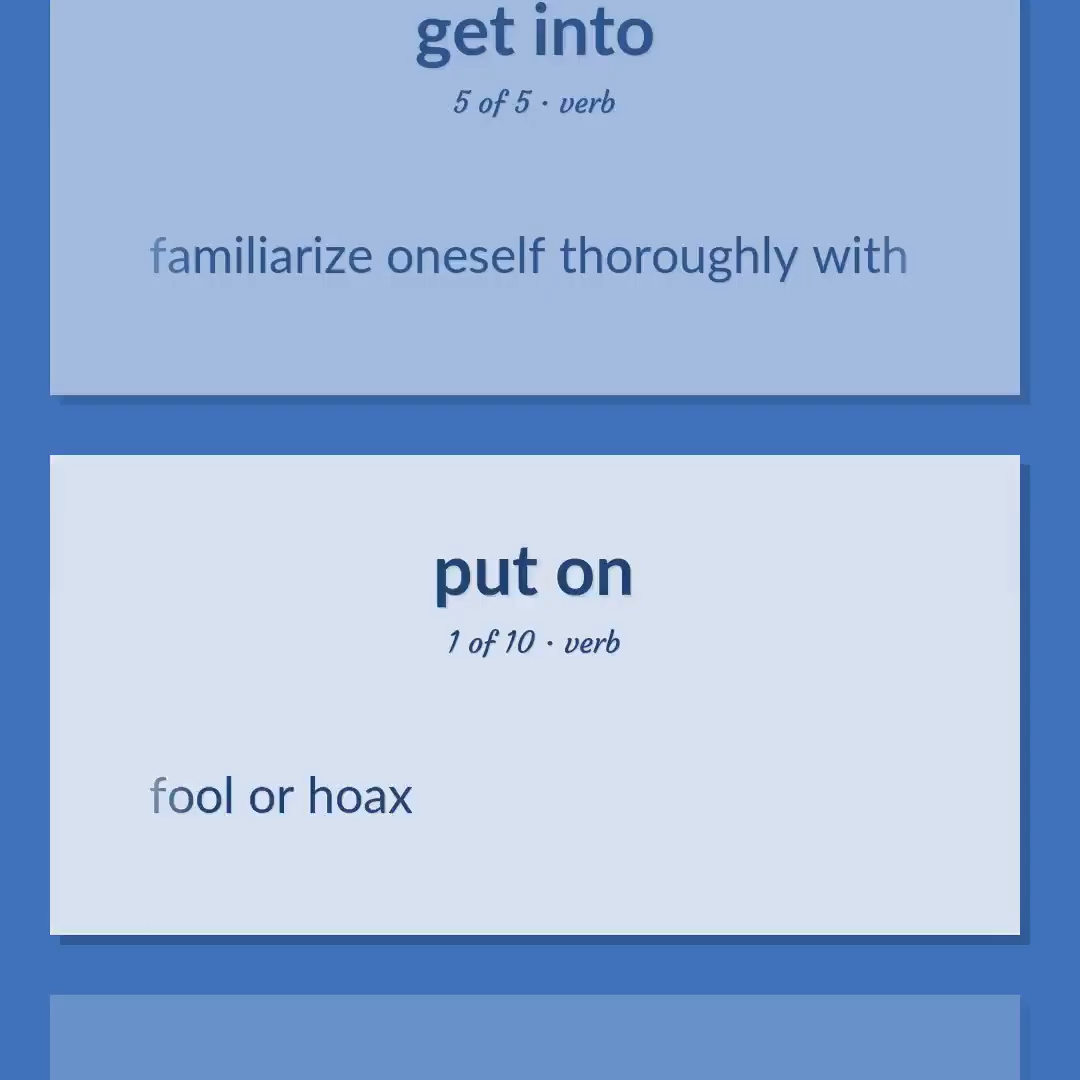 get into
5 of 5 · verb
familiarize oneself thoroughly with
put on
1 of 10 · verb
fool or hoax